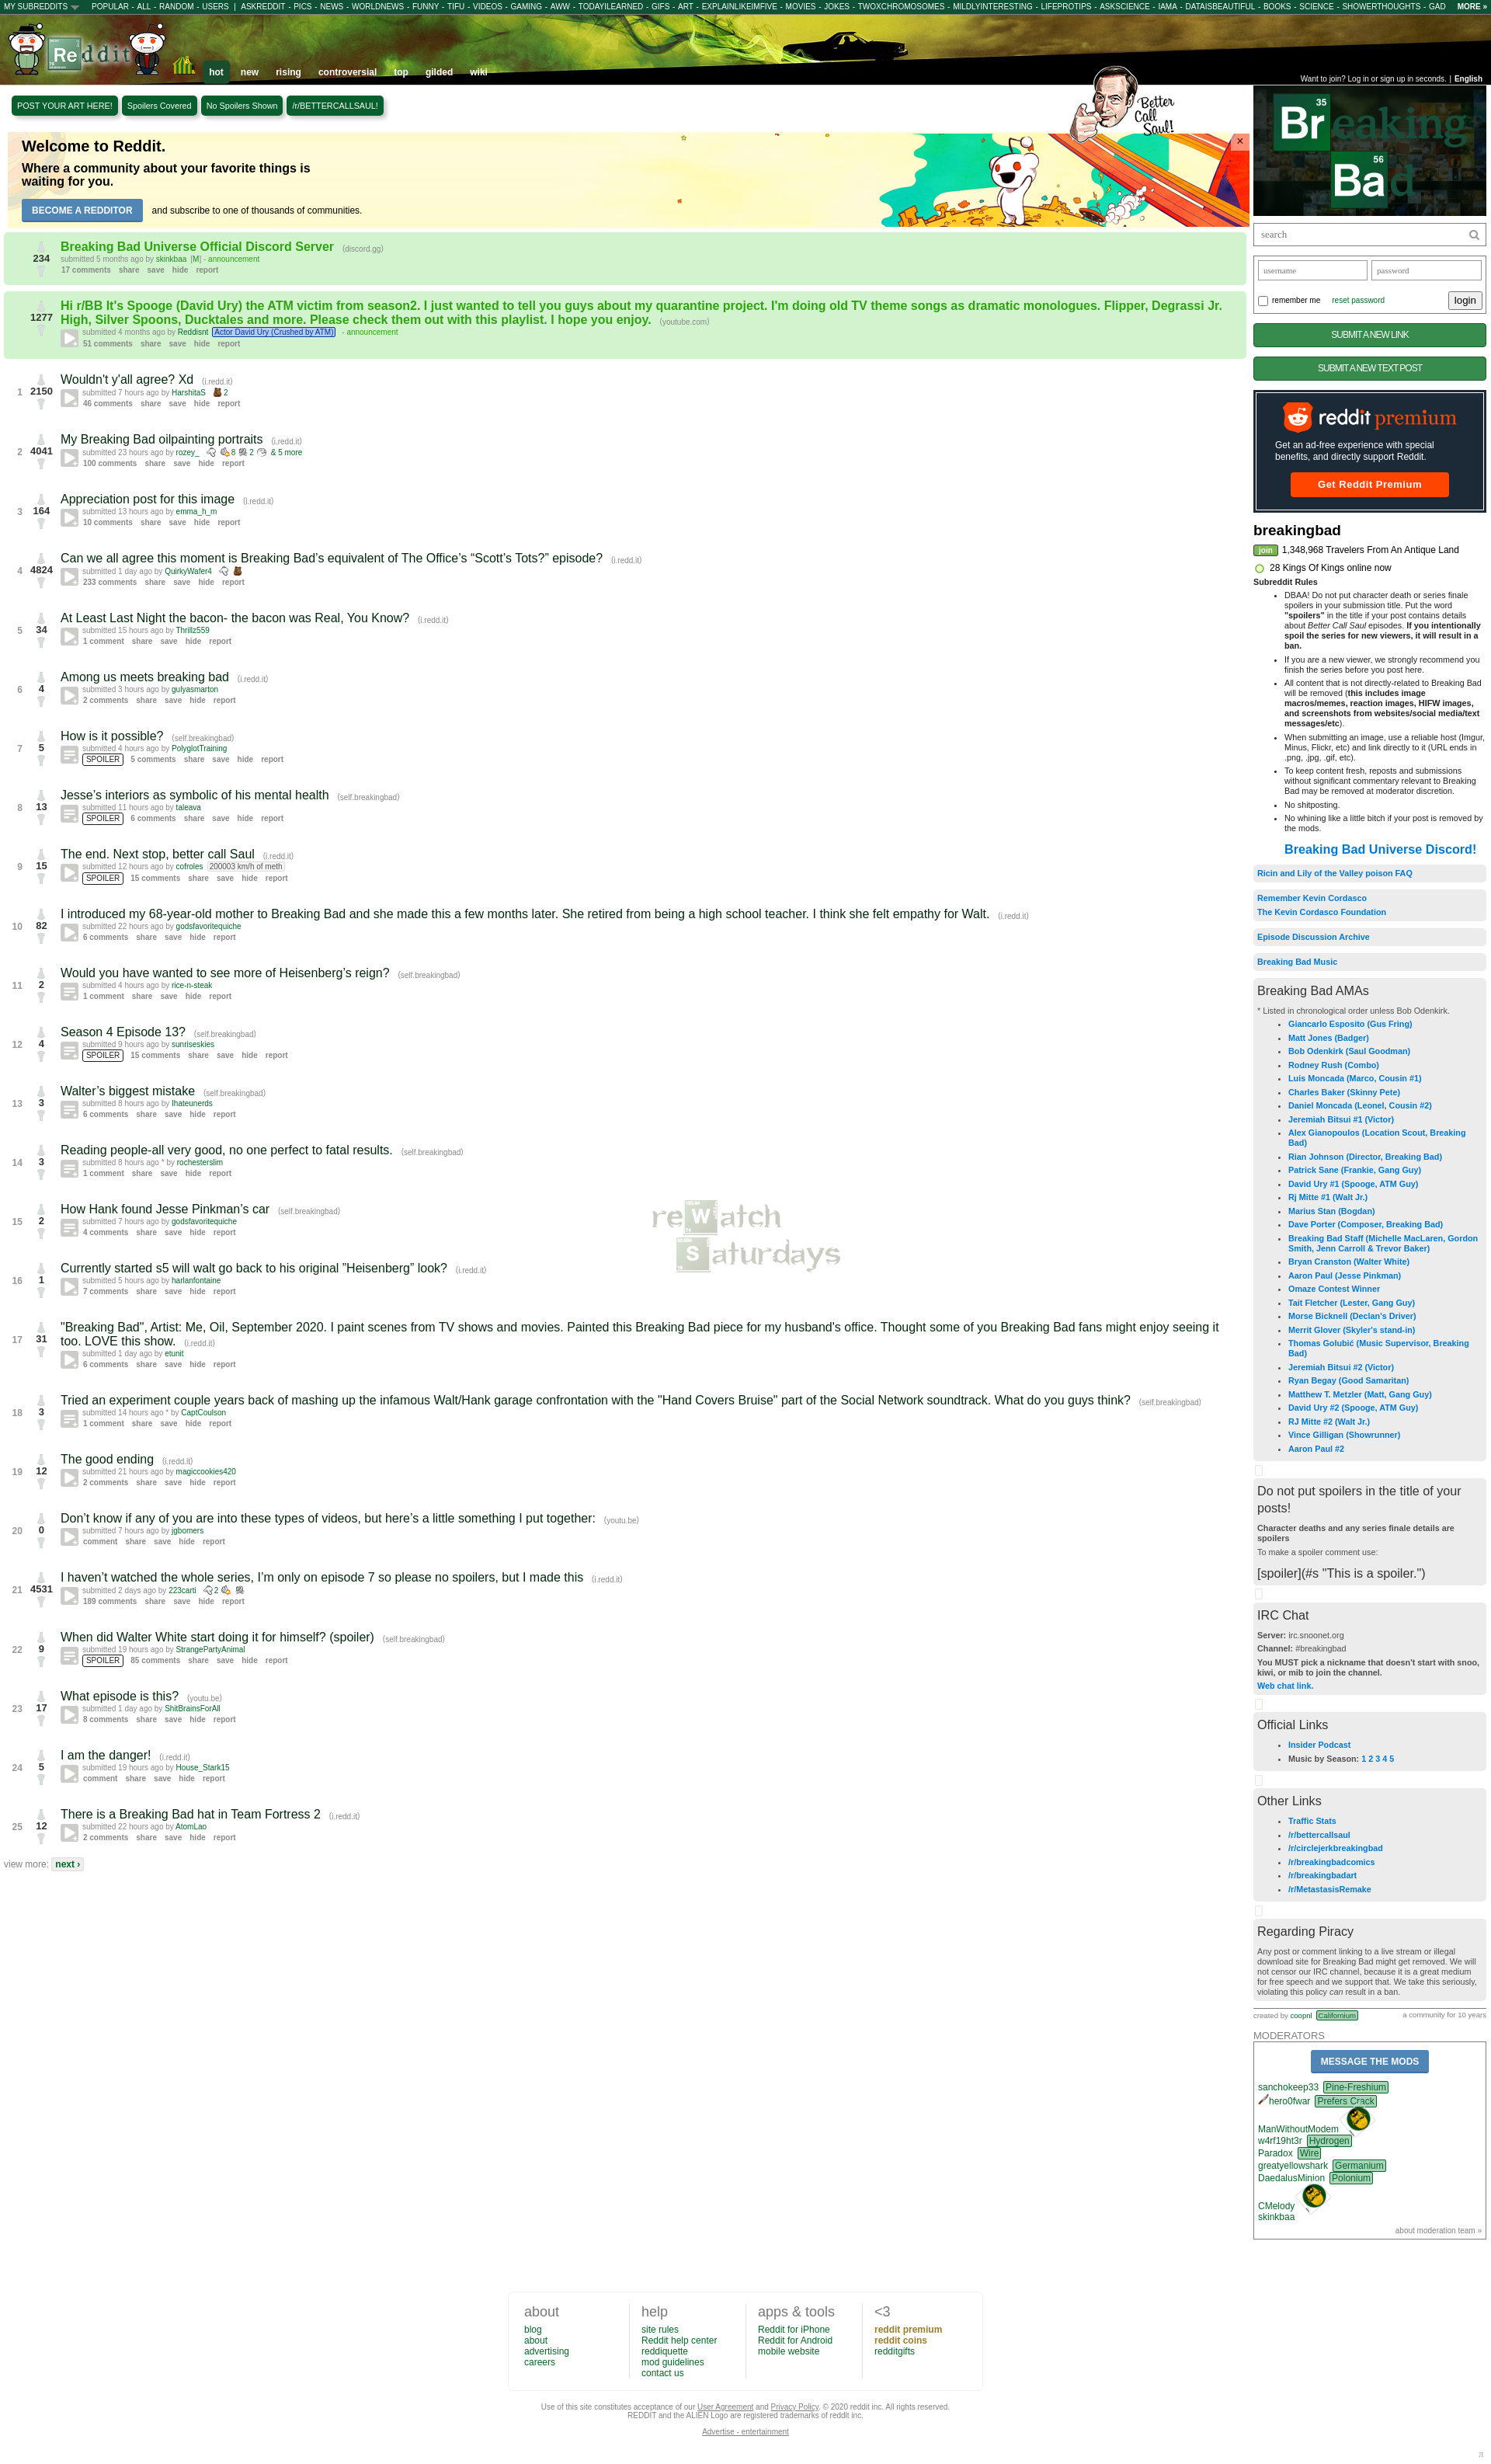 MY SUBREDDITS POPULAR - ALL - RANDOM - USERS | ASKREDDIT - PICS - NEWS - WORLDNEWS - FUNNY - TIFU - VIDEOS - GAMING - AWW - TODAYILEARNED - GIFS - ART - EXPLAINLIKEIMFIVE - MOVIES - JOKES - TWOXCHROMOSOMES - MILDLYINTERESTING - LIFEPROTIPS - ASKSCIENCE - IAMA - DATAISBEAUTIFUL - BOOKS - SCIENCE - SHOWERTHOUGHTS - GAD MORE »
Reddit
hot new rising controversial top gilded wiki
Want to join? Log in or sign up in seconds. | English
POST YOUR ART HERE! Spoilers Covered No Spoilers Shown /r/BETTERCALLSAUL!
Better Call Saul!
Welcome to Reddit.
Where a community about your favorite things is
waiting for you.
BECOME A REDDITOR and subscribe to one of thousands of communities.
×
234
Breaking Bad Universe Official Discord Server (discord.gg)
submitted 5 months ago by skinkbaa [M] - announcement
17 comments share save hide report
1277
Hi r/BB It's Spooge (David Ury) the ATM victim from season2. I just wanted to tell you guys about my quarantine project. I'm doing old TV theme songs as dramatic monologues. Flipper, Degrassi Jr.
High, Silver Spoons, Ducktales and more. Please check them out with this playlist. I hope you enjoy. (youtube.com)
submitted 4 months ago by Reddisnt Actor David Ury (Crushed by ATM) - announcement
51 comments share save hide report
1 2150
Wouldn't y'all agree? Xd (i.redd.it)
submitted 7 hours ago by HarshitaS 2
46 comments share save hide report
2 4041
My Breaking Bad oilpainting portraits (i.redd.it)
submitted 23 hours ago by rozey_ 8 2 & 5 more
100 comments share save hide report
3 164
Appreciation post for this image (i.redd.it)
submitted 13 hours ago by emma_h_m
10 comments share save hide report
4 4824
Can we all agree this moment is Breaking Bad’s equivalent of The Office’s “Scott’s Tots?” episode? (i.redd.it)
submitted 1 day ago by QuirkyWafer4
233 comments share save hide report
5 34
At Least Last Night the bacon- the bacon was Real, You Know? (i.redd.it)
submitted 15 hours ago by Thrillz559
1 comment share save hide report
6 4
Among us meets breaking bad (i.redd.it)
submitted 3 hours ago by gulyasmarton
2 comments share save hide report
7 5
How is it possible? (self.breakingbad)
submitted 4 hours ago by PolyglotTraining
SPOILER 5 comments share save hide report
8 13
Jesse’s interiors as symbolic of his mental health (self.breakingbad)
submitted 11 hours ago by taleava
SPOILER 6 comments share save hide report
9 15
The end. Next stop, better call Saul (i.redd.it)
submitted 12 hours ago by cofroles 200003 km/h of meth
SPOILER 15 comments share save hide report
10 82
I introduced my 68-year-old mother to Breaking Bad and she made this a few months later. She retired from being a high school teacher. I think she felt empathy for Walt. (i.redd.it)
submitted 22 hours ago by godsfavoritequiche
6 comments share save hide report
11 2
Would you have wanted to see more of Heisenberg’s reign? (self.breakingbad)
submitted 4 hours ago by rice-n-steak
1 comment share save hide report
12 4
Season 4 Episode 13? (self.breakingbad)
submitted 9 hours ago by sunriseskies
SPOILER 15 comments share save hide report
13 3
Walter’s biggest mistake (self.breakingbad)
submitted 8 hours ago by Ihateunerds
6 comments share save hide report
14 3
Reading people-all very good, no one perfect to fatal results. (self.breakingbad)
submitted 8 hours ago * by rochesterslim
1 comment share save hide report
15 2
How Hank found Jesse Pinkman’s car (self.breakingbad)
submitted 7 hours ago by godsfavoritequiche
4 comments share save hide report
reWatch
Saturdays
16 1
Currently started s5 will walt go back to his original ”Heisenberg” look? (i.redd.it)
submitted 5 hours ago by harlanfontaine
7 comments share save hide report
17 31
"Breaking Bad", Artist: Me, Oil, September 2020. I paint scenes from TV shows and movies. Painted this Breaking Bad piece for my husband's office. Thought some of you Breaking Bad fans might enjoy seeing it
too. LOVE this show. (i.redd.it)
submitted 1 day ago by etunit
6 comments share save hide report
18 3
Tried an experiment couple years back of mashing up the infamous Walt/Hank garage confrontation with the "Hand Covers Bruise" part of the Social Network soundtrack. What do you guys think? (self.breakingbad)
submitted 14 hours ago * by CaptCoulson
1 comment share save hide report
19 12
The good ending (i.redd.it)
submitted 21 hours ago by magiccookies420
2 comments share save hide report
20 0
Don’t know if any of you are into these types of videos, but here’s a little something I put together: (youtu.be)
submitted 7 hours ago by jgbomers
comment share save hide report
21 4531
I haven’t watched the whole series, I’m only on episode 7 so please no spoilers, but I made this (i.redd.it)
submitted 2 days ago by 223carti 2
189 comments share save hide report
22 9
When did Walter White start doing it for himself? (spoiler) (self.breakingbad)
submitted 19 hours ago by StrangePartyAnimal
SPOILER 85 comments share save hide report
23 17
What episode is this? (youtu.be)
submitted 1 day ago by ShitBrainsForAll
8 comments share save hide report
24 5
I am the danger! (i.redd.it)
submitted 19 hours ago by House_Stark15
comment share save hide report
25 12
There is a Breaking Bad hat in Team Fortress 2 (i.redd.it)
submitted 22 hours ago by AtomLao
2 comments share save hide report
view more: next ›
35
Breaking
56
Bad
search
username password
remember me reset password login
SUBMIT A NEW LINK
SUBMIT A NEW TEXT POST
reddit premium
Get an ad-free experience with special
benefits, and directly support Reddit.
Get Reddit Premium
breakingbad
join 1,348,968 Travelers From An Antique Land
28 Kings Of Kings online now
Subreddit Rules
DBAA! Do not put character death or series finale
spoilers in your submission title. Put the word
"spoilers" in the title if your post contains details
about Better Call Saul episodes. If you intentionally
spoil the series for new viewers, it will result in a
ban.
If you are a new viewer, we strongly recommend you
finish the series before you post here.
All content that is not directly-related to Breaking Bad
will be removed (this includes image
macros/memes, reaction images, HIFW images,
and screenshots from websites/social media/text
messages/etc).
When submitting an image, use a reliable host (Imgur,
Minus, Flickr, etc) and link directly to it (URL ends in
.png, .jpg, .gif, etc).
To keep content fresh, reposts and submissions
without significant commentary relevant to Breaking
Bad may be removed at moderator discretion.
No shitposting.
No whining like a little bitch if your post is removed by
the mods.
Breaking Bad Universe Discord!
Ricin and Lily of the Valley poison FAQ
Remember Kevin Cordasco
The Kevin Cordasco Foundation
Episode Discussion Archive
Breaking Bad Music
Breaking Bad AMAs
* Listed in chronological order unless Bob Odenkirk.
Giancarlo Esposito (Gus Fring)
Matt Jones (Badger)
Bob Odenkirk (Saul Goodman)
Rodney Rush (Combo)
Luis Moncada (Marco, Cousin #1)
Charles Baker (Skinny Pete)
Daniel Moncada (Leonel, Cousin #2)
Jeremiah Bitsui #1 (Victor)
Alex Gianopoulos (Location Scout, Breaking
Bad)
Rian Johnson (Director, Breaking Bad)
Patrick Sane (Frankie, Gang Guy)
David Ury #1 (Spooge, ATM Guy)
Rj Mitte #1 (Walt Jr.)
Marius Stan (Bogdan)
Dave Porter (Composer, Breaking Bad)
Breaking Bad Staff (Michelle MacLaren, Gordon
Smith, Jenn Carroll & Trevor Baker)
Bryan Cranston (Walter White)
Aaron Paul (Jesse Pinkman)
Omaze Contest Winner
Tait Fletcher (Lester, Gang Guy)
Morse Bicknell (Declan's Driver)
Merrit Glover (Skyler's stand-in)
Thomas Golubić (Music Supervisor, Breaking
Bad)
Jeremiah Bitsui #2 (Victor)
Ryan Begay (Good Samaritan)
Matthew T. Metzler (Matt, Gang Guy)
David Ury #2 (Spooge, ATM Guy)
RJ Mitte #2 (Walt Jr.)
Vince Gilligan (Showrunner)
Aaron Paul #2
Do not put spoilers in the title of your
posts!
Character deaths and any series finale details are
spoilers
To make a spoiler comment use:
[spoiler](#s "This is a spoiler.")
IRC Chat
Server: irc.snoonet.org
Channel: #breakingbad
You MUST pick a nickname that doesn't start with snoo,
kiwi, or mib to join the channel.
Web chat link.
Official Links
Insider Podcast
Music by Season: 1 2 3 4 5
Other Links
Traffic Stats
/r/bettercallsaul
/r/circlejerkbreakingbad
/r/breakingbadcomics
/r/breakingbadart
/r/MetastasisRemake
Regarding Piracy
Any post or comment linking to a live stream or illegal
download site for Breaking Bad might get removed. We will
not censor our IRC channel, because it is a great medium
for free speech and we support that. We take this seriously,
violating this policy can result in a ban.
created by coopnl Californium a community for 10 years
MODERATORS
MESSAGE THE MODS
sanchokeep33 Pine-Freshium
hero0fwar Prefers Crack
ManWithoutModem
w4rf19ht3r Hydrogen
Paradox Wire
greatyellowshark Germanium
DaedalusMinion Polonium
CMelody
skinkbaa
about moderation team »
about
blog
about
advertising
careers
help
site rules
Reddit help center
reddiquette
mod guidelines
contact us
apps & tools
Reddit for iPhone
Reddit for Android
mobile website
<3
reddit premium
reddit coins
redditgifts
Use of this site constitutes acceptance of our User Agreement and Privacy Policy. © 2020 reddit inc. All rights reserved.
REDDIT and the ALIEN Logo are registered trademarks of reddit inc.
Advertise - entertainment
π